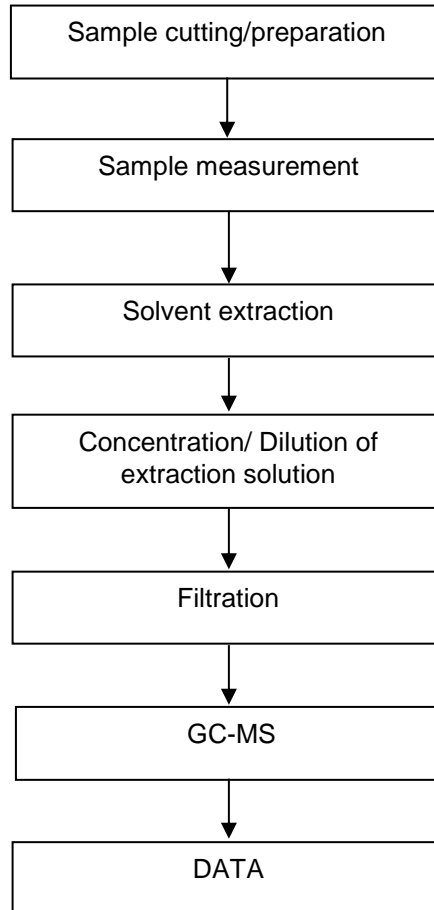 Sample cutting/preparation
Sample measurement
Solvent extraction
Concentration/ Dilution of
extraction solution
Filtration
GC-MS
DATA